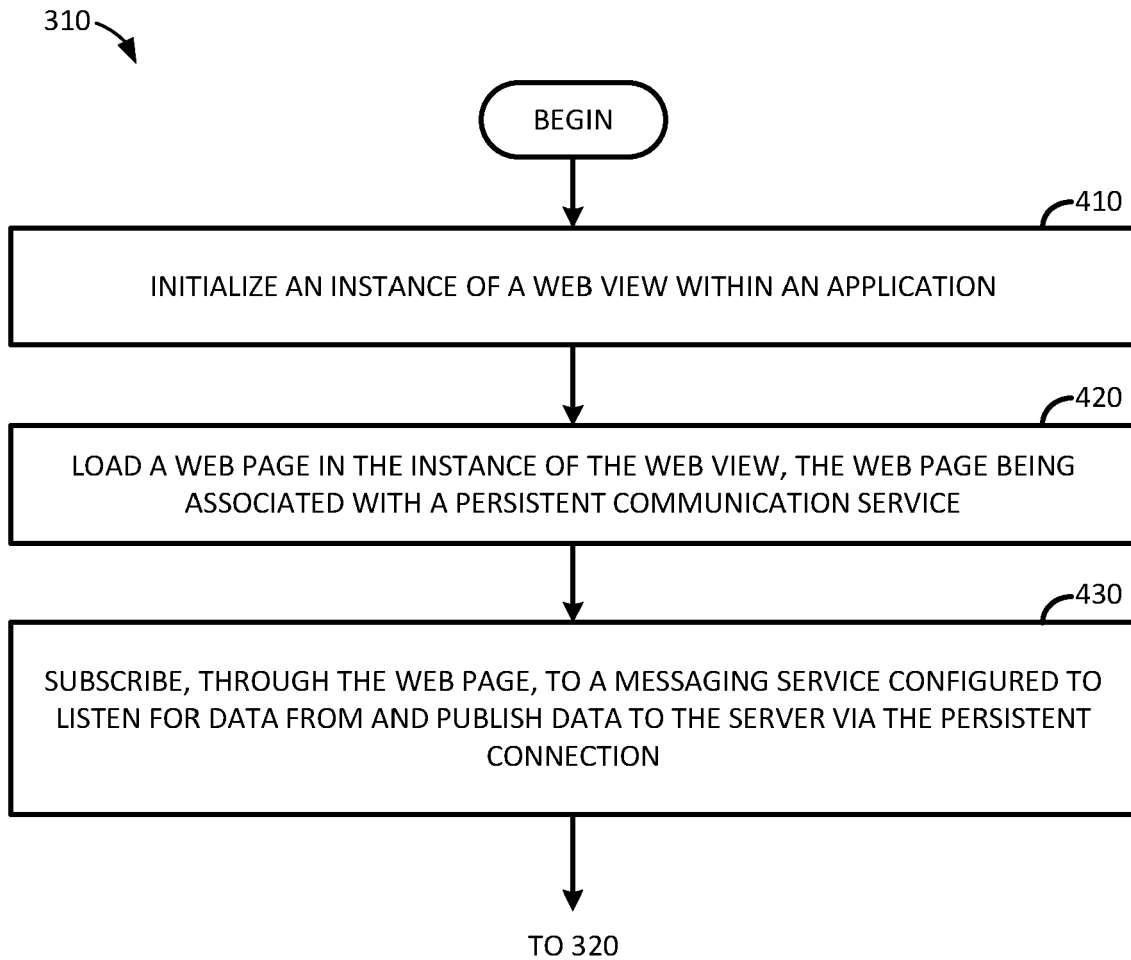 310
BEGIN
410
INITIALIZE AN INSTANCE OF A WEB VIEW WITHIN AN APPLICATION
420
LOAD A WEB PAGE IN THE INSTANCE OF THE WEB VIEW, THE WEB PAGE BEING
ASSOCIATED WITH A PERSISTENT COMMUNICATION SERVICE
430
SUBSCRIBE, THROUGH THE WEB PAGE, TO A MESSAGING SERVICE CONFIGURED TO
LISTEN FOR DATA FROM AND PUBLISH DATA TO THE SERVER VIA THE PERSISTENT
CONNECTION
TO 320